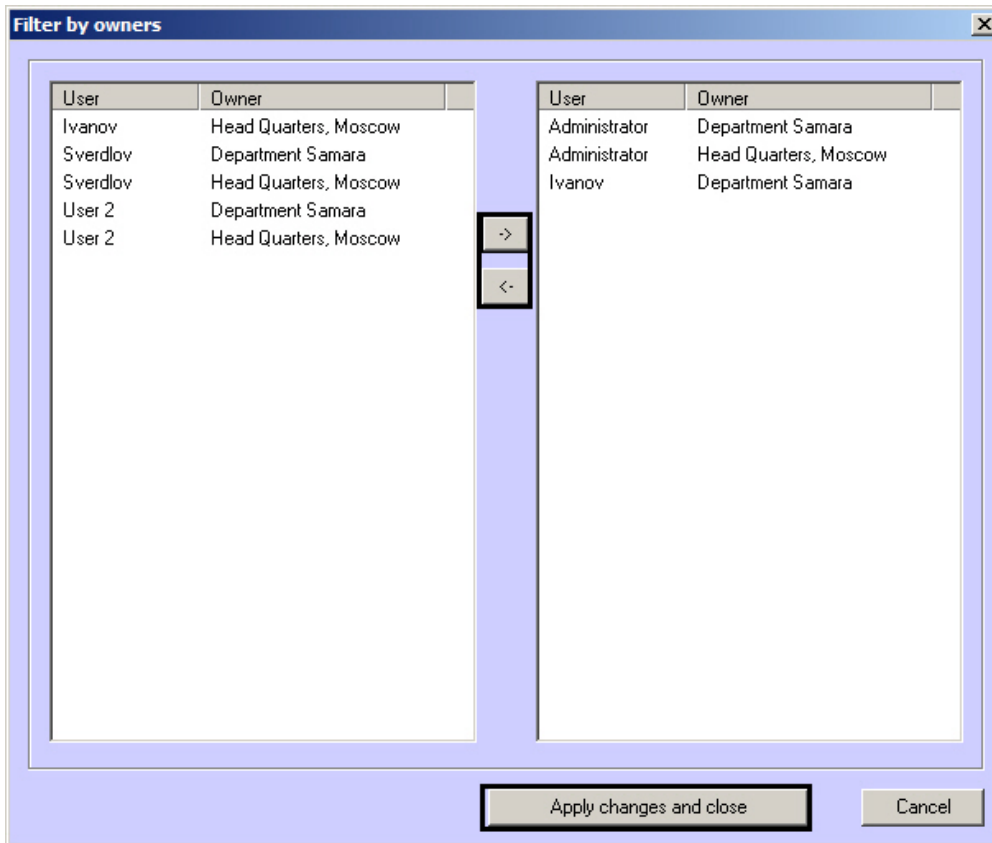 Filter by owners
User Owner
Ivanov Head Quarters, Moscow
Sverdlov Department Samara
Sverdlov Head Quarters, Moscow
User 2 Department Samara
User 2 Head Quarters, Moscow
->
<-
User Owner
Administrator Department Samara
Administrator Head Quarters, Moscow
Ivanov Department Samara
Apply changes and close
Cancel